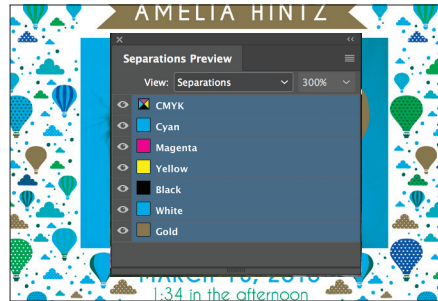 AMELIA HINTZ
Separations Preview
View: Separations 300%
CMYK
Cyan
Magenta
Yellow
Black
White
Gold
1:34 in the afternoon